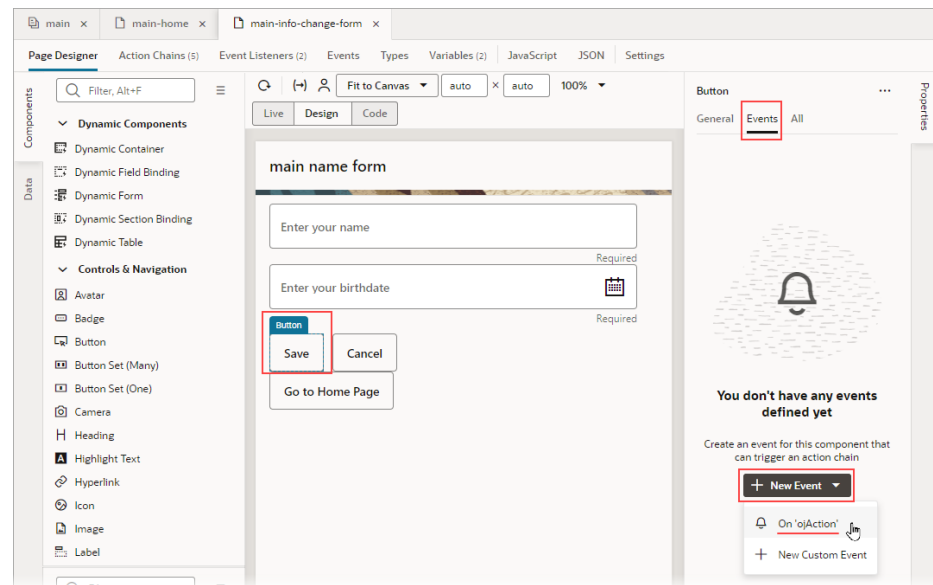 main × main-home × main-info-change-form ×
Page Designer Action Chains (5) Event Listeners (2) Events Types Variables (2) JavaScript JSON Settings
Components
Data
Filter, Alt+F
Dynamic Components
Dynamic Container
Dynamic Field Binding
Dynamic Form
Dynamic Section Binding
Dynamic Table
Controls & Navigation
Avatar
Badge
Button
Button Set (Many)
Button Set (One)
Camera
Heading
Highlight Text
Hyperlink
Icon
Image
Label
Fit to Canvas auto × auto 100%
Live Design Code
main name form
Enter your name
Required
Enter your birthdate
Required
Button
Save Cancel
Go to Home Page
Button ...
General Events All
Properties
You don't have any events
defined yet
Create an event for this component that
can trigger an action chain
+ New Event
On 'ojAction'
+ New Custom Event